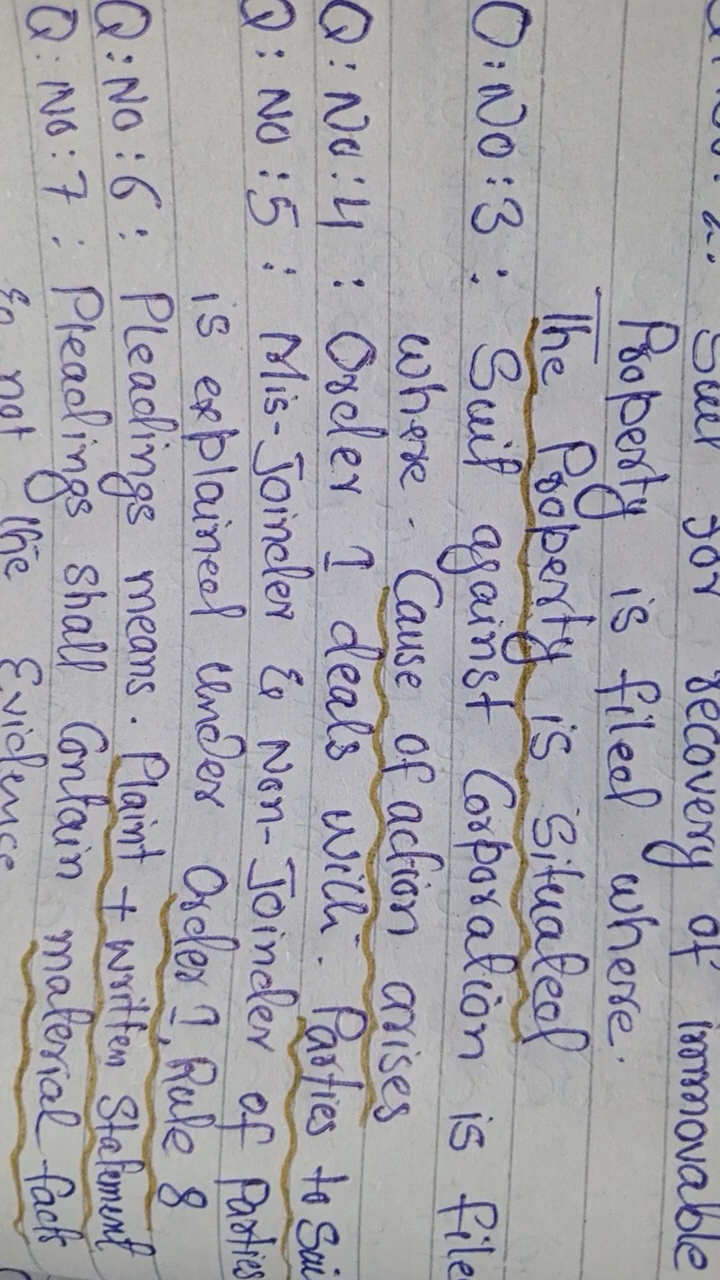 Suit for recovery of immovable
Property is filed where.
The Property is situated
Q: No: 3 : Suit against Corporation is file
where. Cause of action arises
Q: No: 4 : Order I deals with. Parties to Sui
Q: No: 5 : Mis-Joinder & Non-Joinder of Parties
is explained under Order I, Rule 8
Q: No: 6 : Pleadings means. Plaint + written Statement
Q: No: 7 : Pleadings shall Contain material facts
& not the Evidence